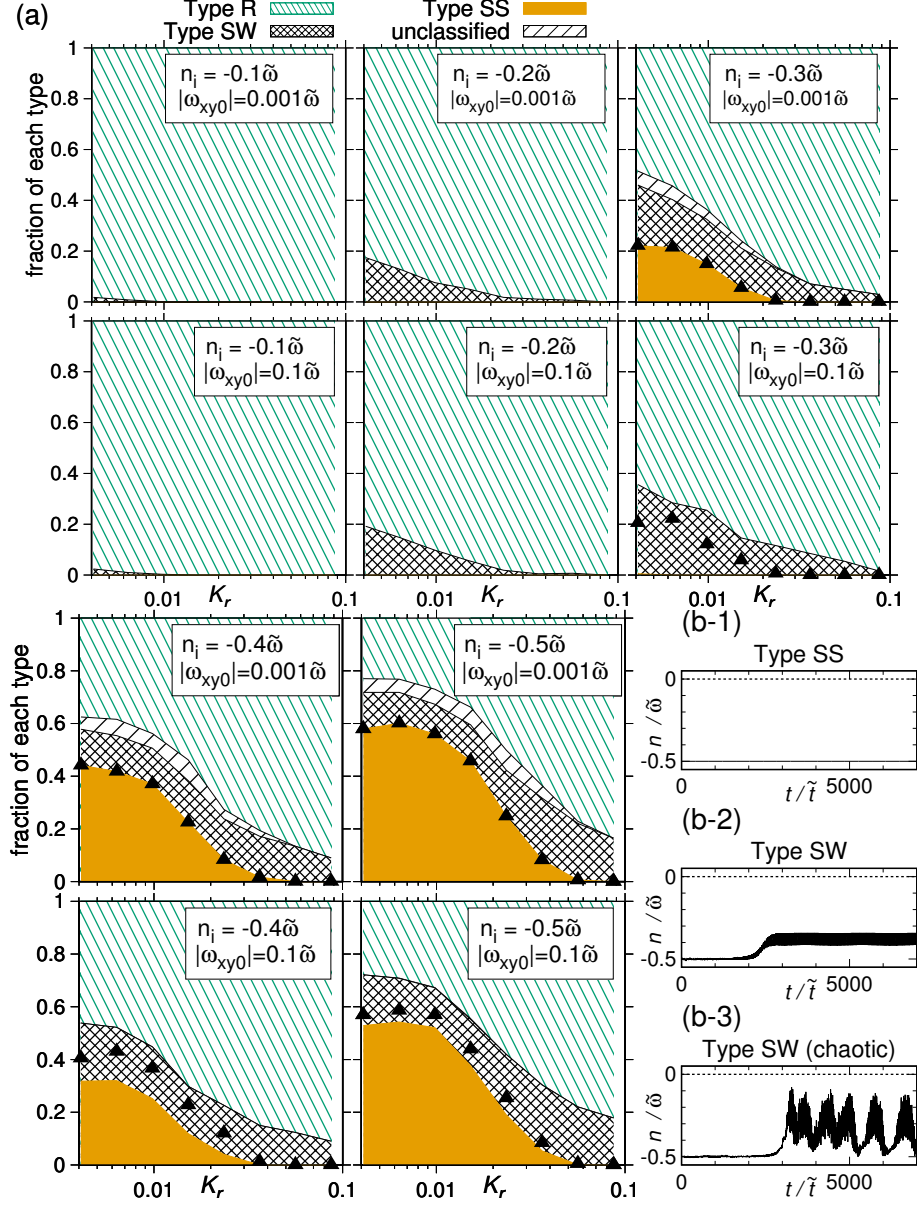 (a)
Type R
Type SW
Type SS
unclassified
fraction of each type
1
0.8
0.6
0.4
0.2
0
n_i = -0.1ω̃
|ω_xy0|=0.001ω̃
n_i = -0.2ω̃
|ω_xy0|=0.001ω̃
n_i = -0.3ω̃
|ω_xy0|=0.001ω̃
1
0.8
0.6
0.4
0.2
0
n_i = -0.1ω̃
|ω_xy0|=0.1ω̃
n_i = -0.2ω̃
|ω_xy0|=0.1ω̃
n_i = -0.3ω̃
|ω_xy0|=0.1ω̃
0.01 K_r 0.1
0.01 K_r 0.1
0.01 K_r 0.1
fraction of each type
1
0.8
0.6
0.4
0.2
0
n_i = -0.4ω̃
|ω_xy0|=0.001ω̃
n_i = -0.5ω̃
|ω_xy0|=0.001ω̃
1
0.8
0.6
0.4
0.2
0
n_i = -0.4ω̃
|ω_xy0|=0.1ω̃
n_i = -0.5ω̃
|ω_xy0|=0.1ω̃
0.01 K_r 0.1
0.01 K_r 0.1
(b-1)
Type SS
0
-0.5
n / ω̃
0 t / t̃ 5000
(b-2)
Type SW
0
-0.5
n / ω̃
0 t / t̃ 5000
(b-3)
Type SW (chaotic)
0
-0.5
n / ω̃
0 t / t̃ 5000